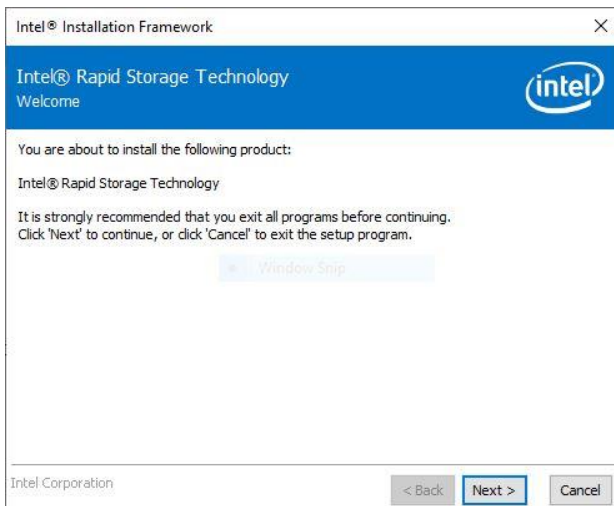 Intel® Installation Framework
Intel® Rapid Storage Technology
Welcome
intel
You are about to install the following product:
Intel® Rapid Storage Technology
It is strongly recommended that you exit all programs before continuing.
Click 'Next' to continue, or click 'Cancel' to exit the setup program.
Window Snip
Intel Corporation
< Back Next > Cancel